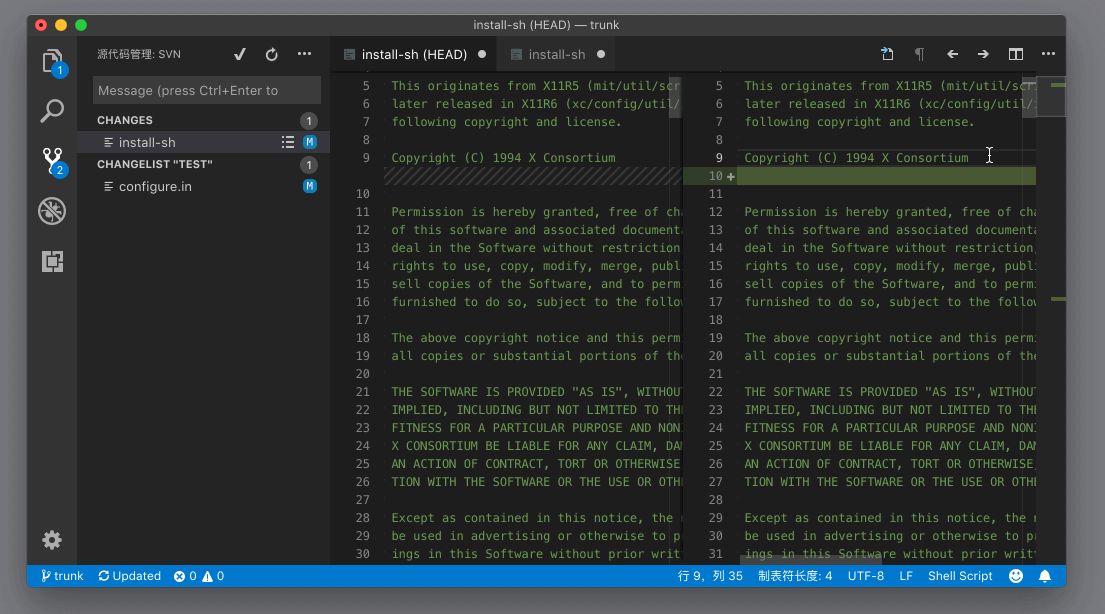 install-sh (HEAD) — trunk
源代码管理: SVN
install-sh (HEAD)
install-sh
1
2
Message (press Ctrl+Enter to
CHANGES 1
install-sh M
CHANGELIST "TEST" 1
configure.in M
5 This originates from X11R5 (mit/util/scr
6 later released in X11R6 (xc/config/util/
7 following copyright and license.
8
9 Copyright (C) 1994 X Consortium
10
11 Permission is hereby granted, free of cha
12 of this software and associated documenta
13 deal in the Software without restriction
14 rights to use, copy, modify, merge, publ
15 sell copies of the Software, and to perm
16 furnished to do so, subject to the follow
17
18 The above copyright notice and this perm
19 all copies or substantial portions of the
20
21 THE SOFTWARE IS PROVIDED "AS IS", WITHOUT
22 IMPLIED, INCLUDING BUT NOT LIMITED TO THE
23 FITNESS FOR A PARTICULAR PURPOSE AND NON
24 X CONSORTIUM BE LIABLE FOR ANY CLAIM, DAM
25 AN ACTION OF CONTRACT, TORT OR OTHERWISE
26 TION WITH THE SOFTWARE OR THE USE OR OTH
27
28 Except as contained in this notice, the n
29 be used in advertising or otherwise to p
30 ings in this Software without prior writ
5 This originates from X11R5 (mit/util/scr
6 later released in X11R6 (xc/config/util/
7 following copyright and license.
8
9 Copyright (C) 1994 X Consortium
10 +
11
12 Permission is hereby granted, free of cha
13 of this software and associated documenta
14 deal in the Software without restriction,
15 rights to use, copy, modify, merge, publ
16 sell copies of the Software, and to perm
17 furnished to do so, subject to the follow
18
19 The above copyright notice and this perm
20 all copies or substantial portions of the
21
22 THE SOFTWARE IS PROVIDED "AS IS", WITHOUT
23 IMPLIED, INCLUDING BUT NOT LIMITED TO THE
24 FITNESS FOR A PARTICULAR PURPOSE AND NON
25 X CONSORTIUM BE LIABLE FOR ANY CLAIM, DAM
26 AN ACTION OF CONTRACT, TORT OR OTHERWISE,
27 TION WITH THE SOFTWARE OR THE USE OR OTH
28
29 Except as contained in this notice, the n
30 be used in advertising or otherwise to p
31 ings in this Software without prior writ
trunk Updated 0 0 行 9，列 35 制表符长度: 4 UTF-8 LF Shell Script